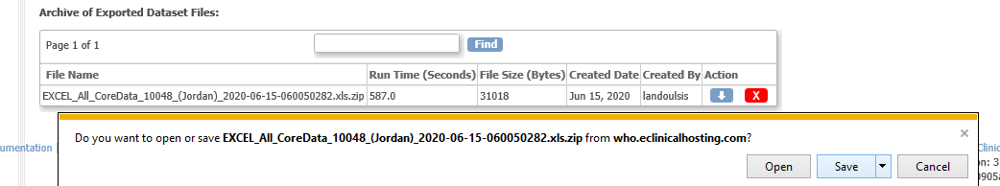 Archive of Exported Dataset Files:
Page 1 of 1
Find
File Name Run Time (Seconds) File Size (Bytes) Created Date Created By Action
EXCEL_All_CoreData_10048_(Jordan)_2020-06-15-060050282.xls.zip 587.0 31018 Jun 15, 2020 landoulsis X
Do you want to open or save EXCEL_All_CoreData_10048_(Jordan)_2020-06-15-060050282.xls.zip from who.eclinicalhosting.com?
umentation
Clinic
on: 3
0905a
Open Save Cancel